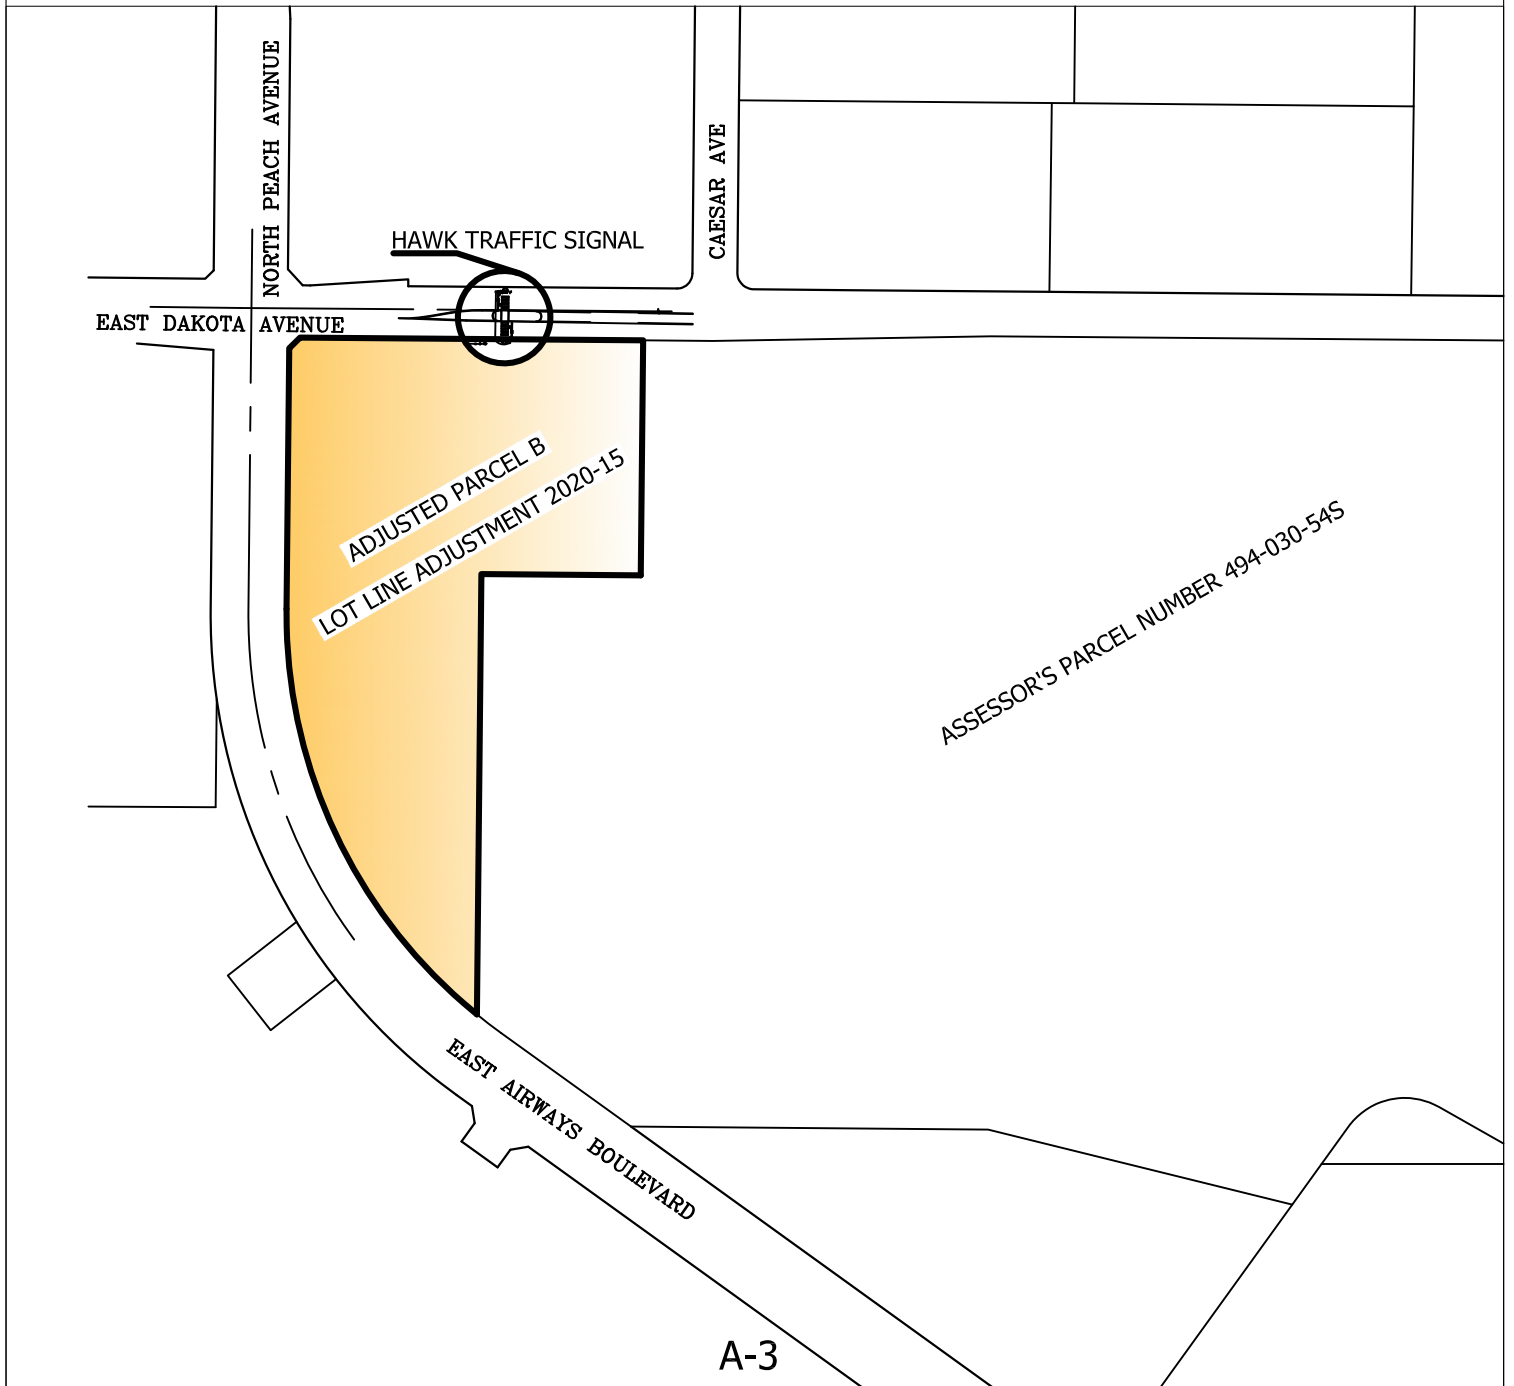 NORTH PEACH AVENUE
CAESAR AVE
HAWK TRAFFIC SIGNAL
EAST DAKOTA AVENUE
ADJUSTED PARCEL B
LOT LINE ADJUSTMENT 2020-15
ASSESSOR'S PARCEL NUMBER 494-030-54S
EAST AIRWAYS BOULEVARD
A-3